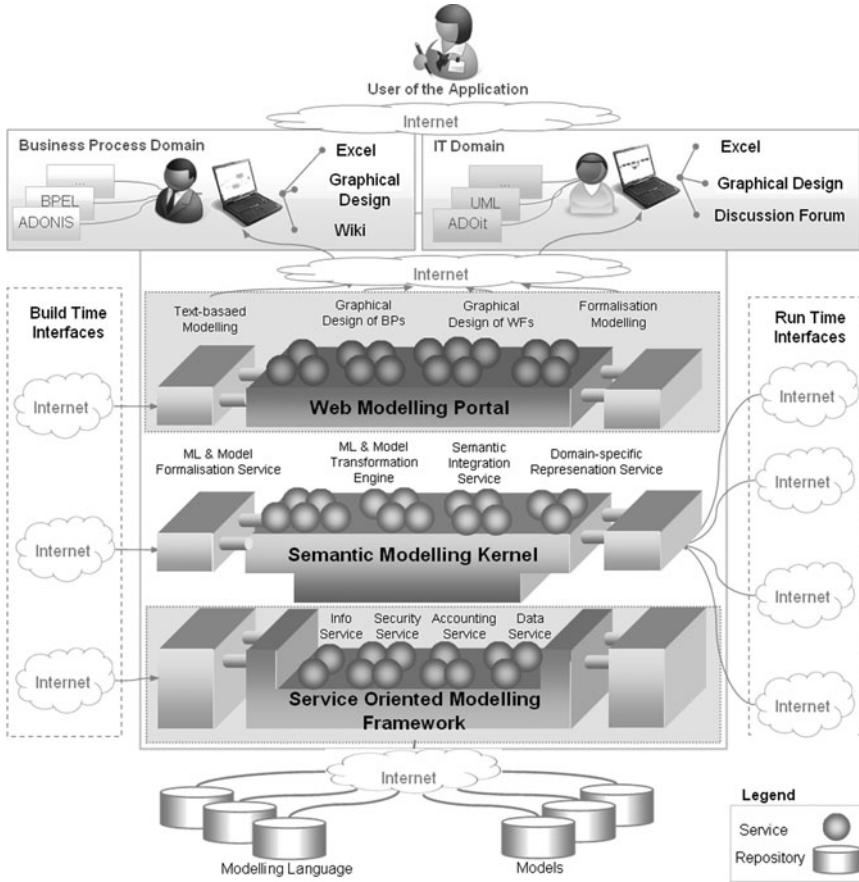 User of the Application
Internet
Business Process Domain
...
BPEL
ADONIS
Excel
Graphical
Design
Wiki
IT Domain
...
UML
ADOit
Excel
Graphical Design
Discussion Forum
Internet
Build Time
Interfaces
Internet
Internet
Internet
Text-basaed
Modelling
Graphical
Design of BPs
Graphical
Design of WFs
Formalisation
Modelling
Web Modelling Portal
ML & Model
Formalisation Service
ML & Model
Transformation
Engine
Semantic
Integration
Service
Domain-specific
Represenation Service
Semantic Modelling Kernel
Info
Service
Security
Service
Accounting
Service
Data
Service
Service Oriented Modelling
Framework
Run Time
Interfaces
Internet
Internet
Internet
Internet
Internet
Modelling Language
Models
Legend
Service
Repository